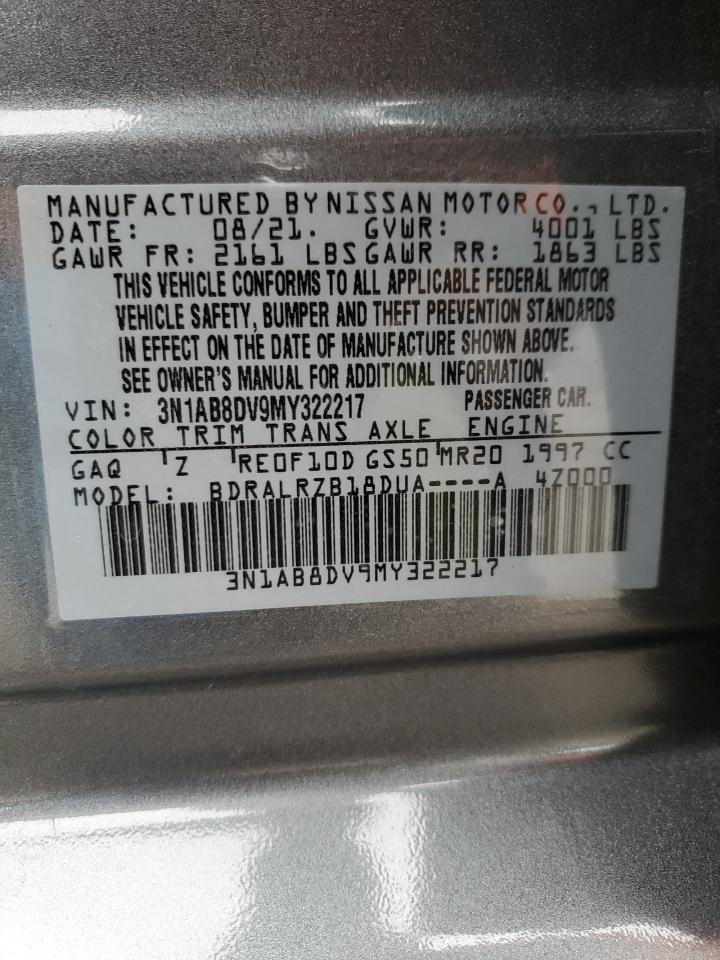 MANUFACTURED BY NISSAN MOTOR CO., LTD.
DATE: 08/21. GVWR: 4001 LBS
GAWR FR: 2161 LBS GAWR RR: 1863 LBS
THIS VEHICLE CONFORMS TO ALL APPLICABLE FEDERAL MOTOR
VEHICLE SAFETY, BUMPER AND THEFT PREVENTION STANDARDS
IN EFFECT ON THE DATE OF MANUFACTURE SHOWN ABOVE.
SEE OWNER'S MANUAL FOR ADDITIONAL INFORMATION.
VIN: 3N1AB8DV9MY322217 PASSENGER CAR.
COLOR TRIM TRANS AXLE ENGINE
GAQ Z RE0F10D GS50 MR20 1997 CC
MODEL: BDRALRZB18DUA----A 4Z000
3N1AB8DV9MY322217